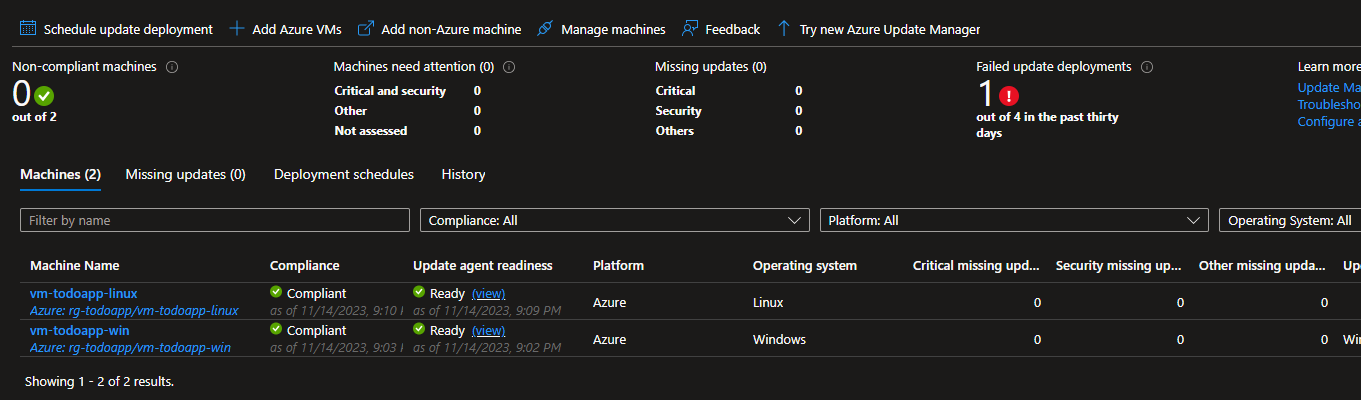 Schedule update deployment Add Azure VMs Add non-Azure machine Manage machines Feedback Try new Azure Update Manager
Non-compliant machines Machines need attention (0) Missing updates (0) Failed update deployments Learn more
0 Critical and security 0 Critical 0 1 Update Ma
out of 2 Other 0 Security 0 out of 4 in the past thirty Troublesho
Not assessed 0 Others 0 days Configure a
Machines (2) Missing updates (0) Deployment schedules History
Filter by name Compliance: All Platform: All Operating System: All
Machine Name Compliance Update agent readiness Platform Operating system Critical missing upd... Security missing up... Other missing upda... Upd
vm-todoapp-linux Compliant Ready (view) Azure Linux 0 0 0
Azure: rg-todoapp/vm-todoapp-linux as of 11/14/2023, 9:10 as of 11/14/2023, 9:09 PM
vm-todoapp-win Compliant Ready (view) Azure Windows 0 0 0 Win
Azure: rg-todoapp/vm-todoapp-win as of 11/14/2023, 9:03 as of 11/14/2023, 9:02 PM
Showing 1 - 2 of 2 results.